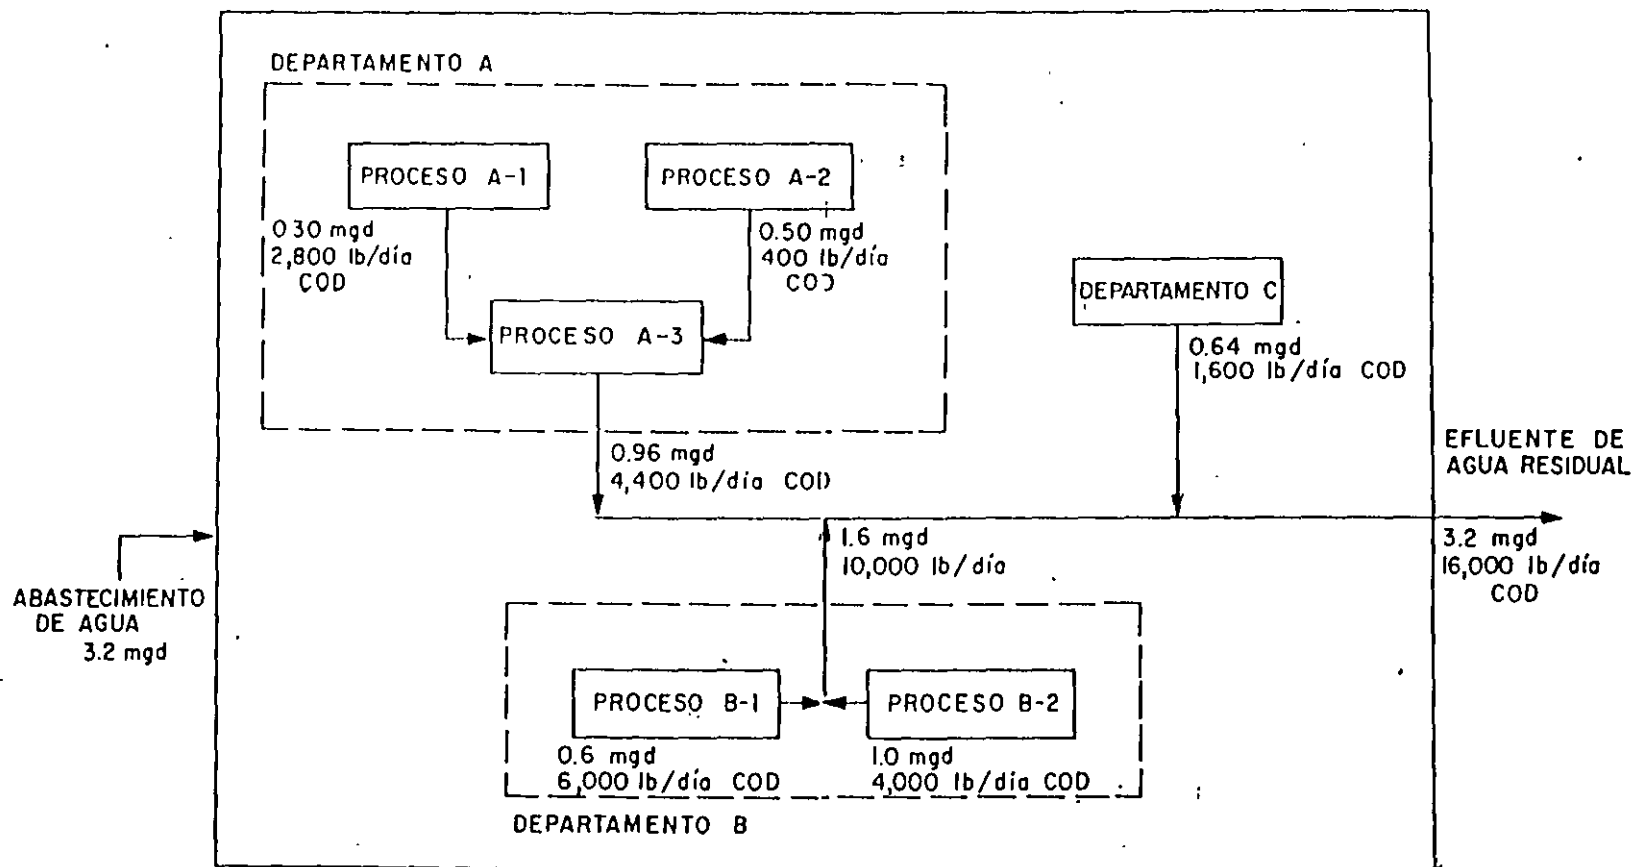 DEPARTAMENTO A
PROCESO A-1
PROCESO A-2
0.30 mgd
2,800 lb/día
COD
0.50 mgd
400 lb/día
COD
PROCESO A-3
DEPARTAMENTO C
0.64 mgd
1,600 lb/día COD
0.96 mgd
4,400 lb/día COD
EFLUENTE DE
AGUA RESIDUAL
1.6 mgd
10,000 lb/día
3.2 mgd
16,000 lb/día
COD
ABASTECIMIENTO
DE AGUA
3.2 mgd
PROCESO B-1
PROCESO B-2
0.6 mgd
6,000 lb/día COD
1.0 mgd
4,000 lb/día COD
DEPARTAMENTO B